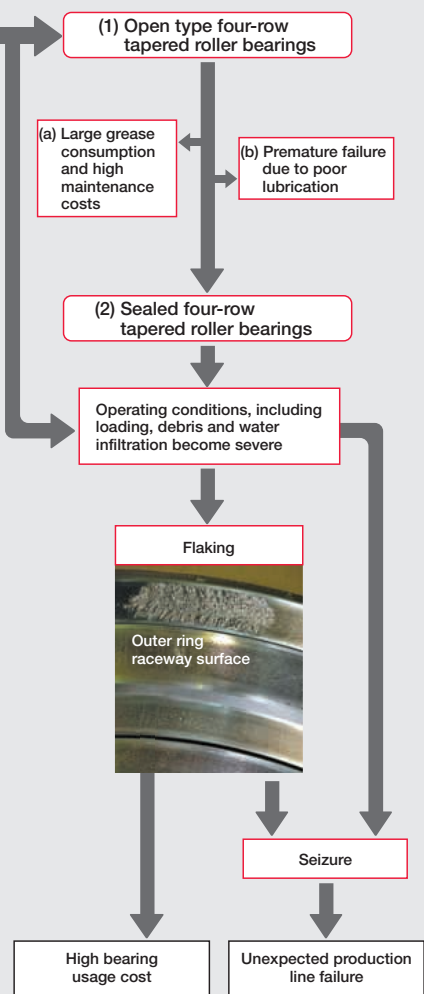 (1) Open type four-row
tapered roller bearings
(a) Large grease
consumption
and high
maintenance
costs
(b) Premature failure
due to poor
lubrication
(2) Sealed four-row
tapered roller bearings
Operating conditions, including
loading, debris and water
infiltration become severe
Flaking
Outer ring
raceway surface
Seizure
High bearing
usage cost
Unexpected production
line failure